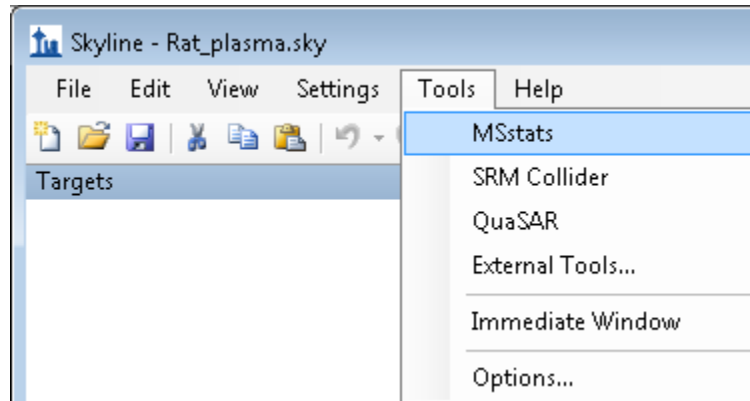 Skyline - Rat_plasma.sky
File Edit View Settings Tools Help
MSstats
Targets
SRM Collider
QuaSAR
External Tools...
Immediate Window
Options...